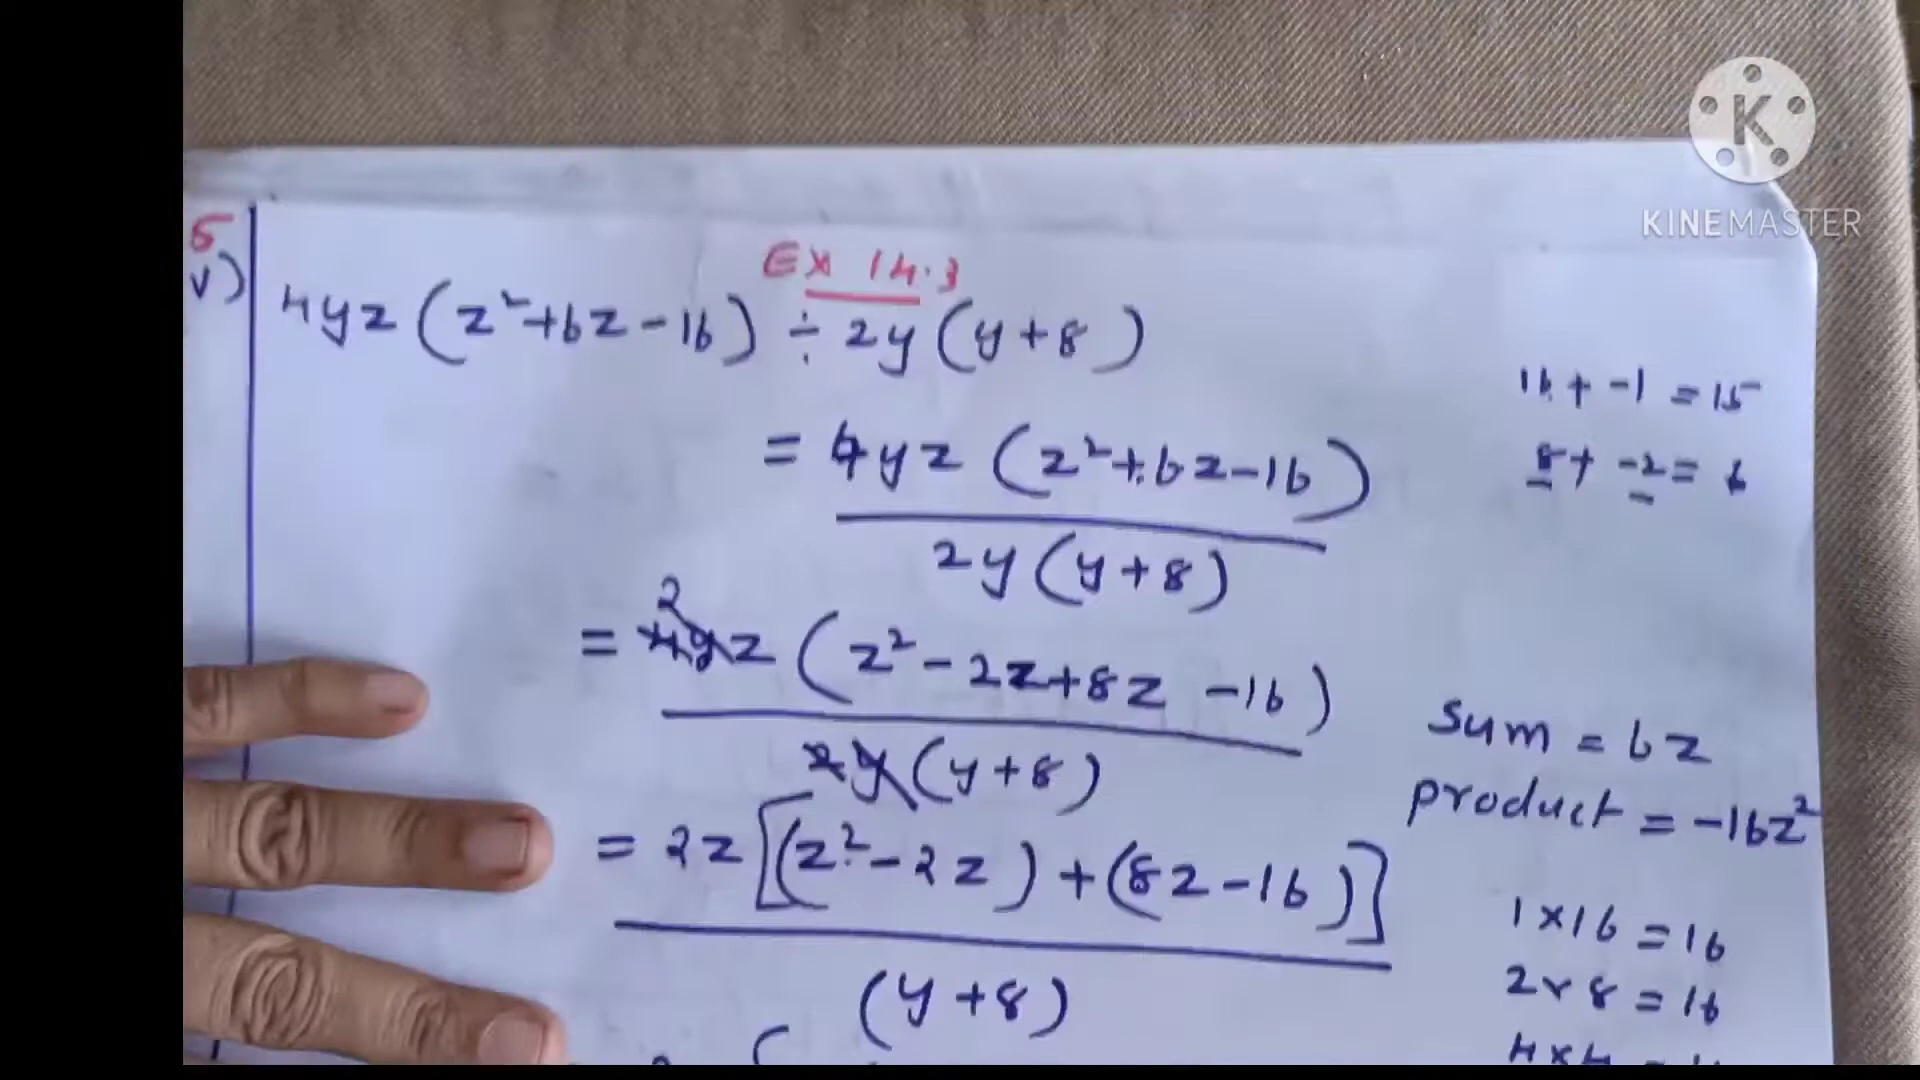 K
KINEMASTER
5
v)
Ex 14.3
4yz (z²+6z-16) ÷ 2y (y+8)
= 4yz (z²+6z-16)
2y (y+8)
= 2 4yz (z²-2z+8z-16)
2y (y+8)
= 2z [(z²-2z)+(8z-16)]
(y+8)
16+ -1 = 15
8+ -2 = 6
sum = 6z
product = -16z²
1×16 = 16
2×8 = 16
4×4 =